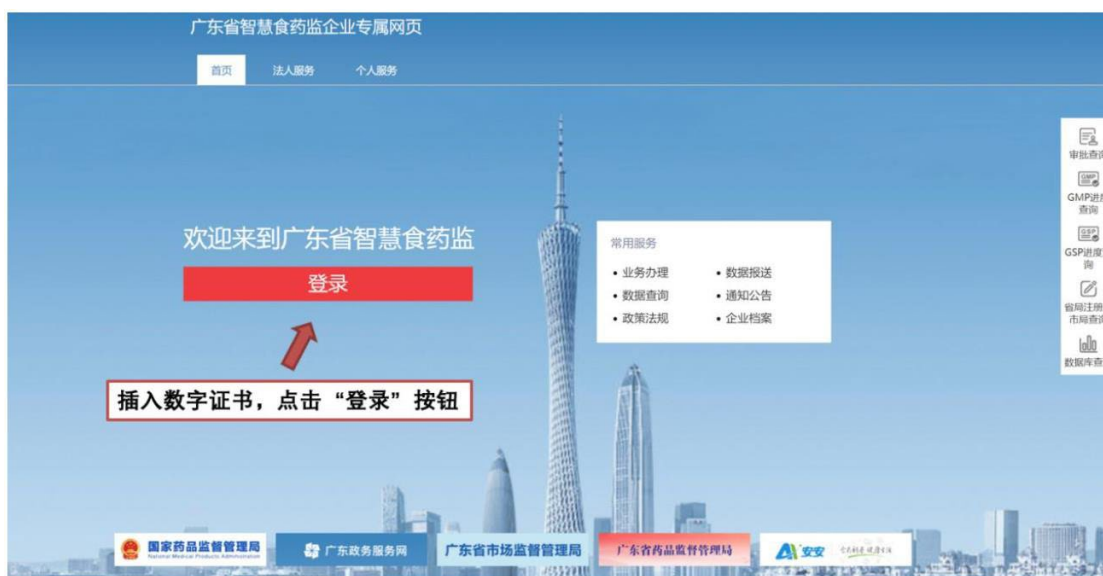 广东省智慧食药监企业专属网页
首页 法人服务 个人服务
审批查询
GMP进度
查询
GSP进度
询
省局注册
市局查询
数据库查
欢迎来到广东省智慧食药监
登录
常用服务
• 业务办理 • 数据报送
• 数据查询 • 通知公告
• 政策法规 • 企业档案
插入数字证书，点击“登录”按钮
国家药品监督管理局
National Medical Products Administration
广东政务服务网
广东省市场监督管理局
广东省药品监督管理局
安安